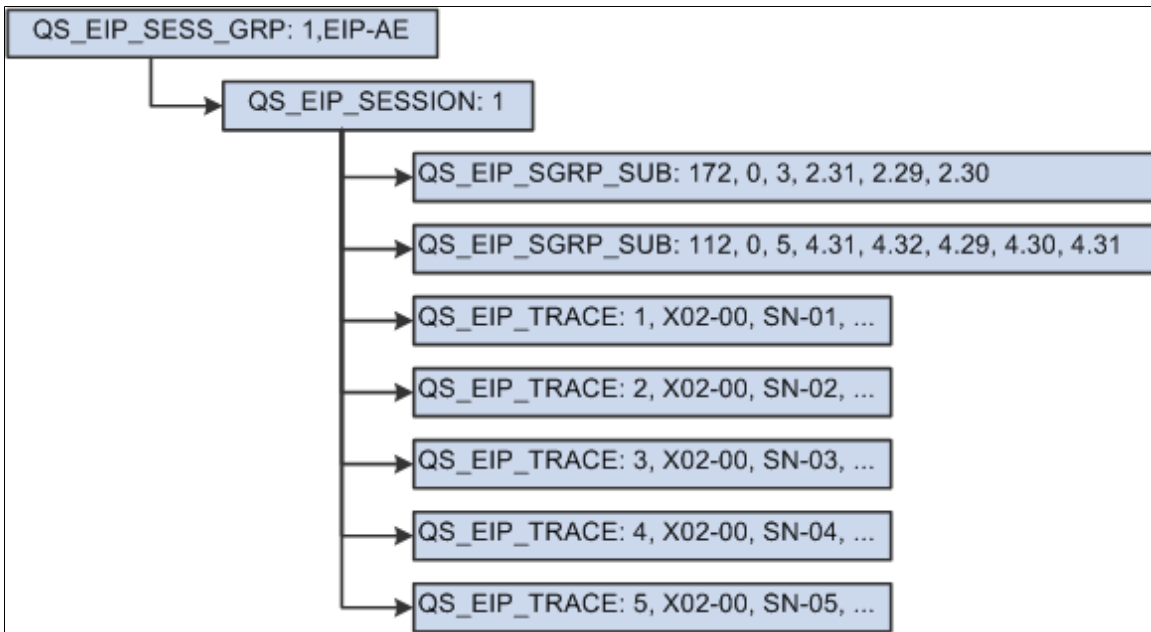 QS_EIP_SESS_GRP: 1,EIP-AE
QS_EIP_SESSION: 1
QS_EIP_SGRP_SUB: 172, 0, 3, 2.31, 2.29, 2.30
QS_EIP_SGRP_SUB: 112, 0, 5, 4.31, 4.32, 4.29, 4.30, 4.31
QS_EIP_TRACE: 1, X02-00, SN-01, ...
QS_EIP_TRACE: 2, X02-00, SN-02, ...
QS_EIP_TRACE: 3, X02-00, SN-03, ...
QS_EIP_TRACE: 4, X02-00, SN-04, ...
QS_EIP_TRACE: 5, X02-00, SN-05, ...